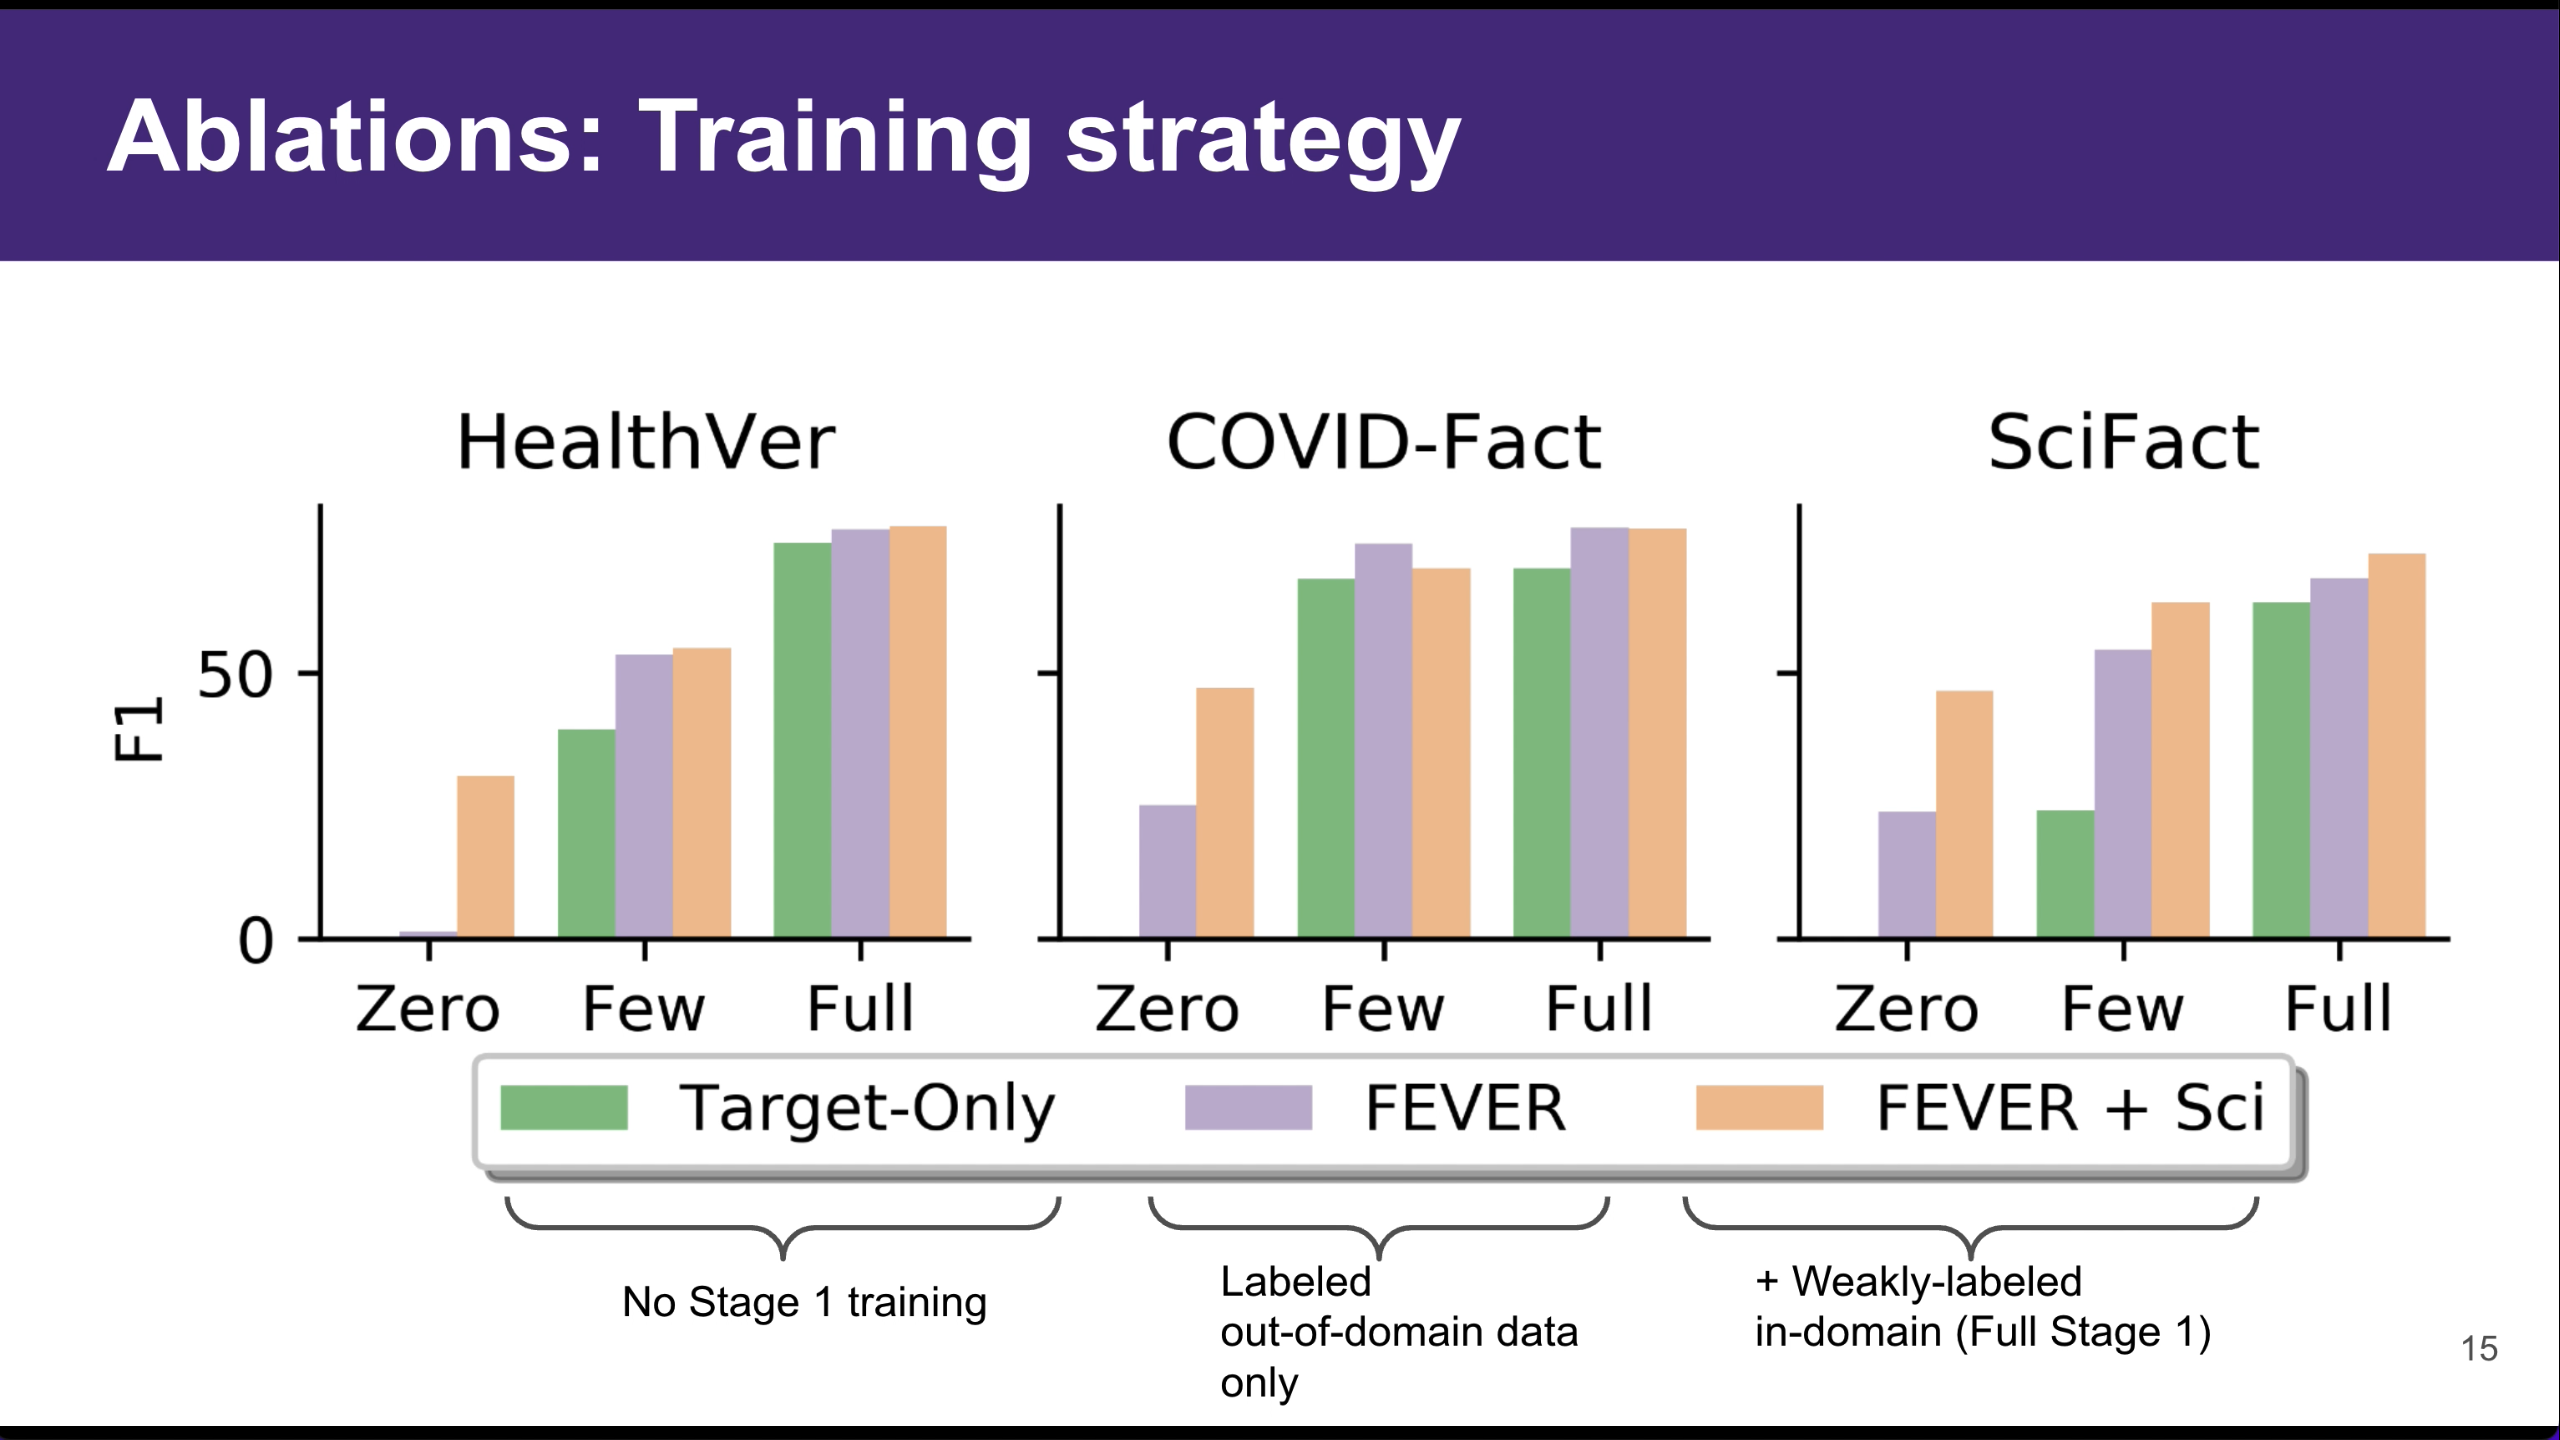 Ablations: Training strategy
HealthVer
COVID-Fact
SciFact
50
F1
0
Zero Few Full
Zero Few Full
Zero Few Full
Target-Only FEVER FEVER + Sci
No Stage 1 training
Labeled
out-of-domain data
only
+ Weakly-labeled
in-domain (Full Stage 1)
15